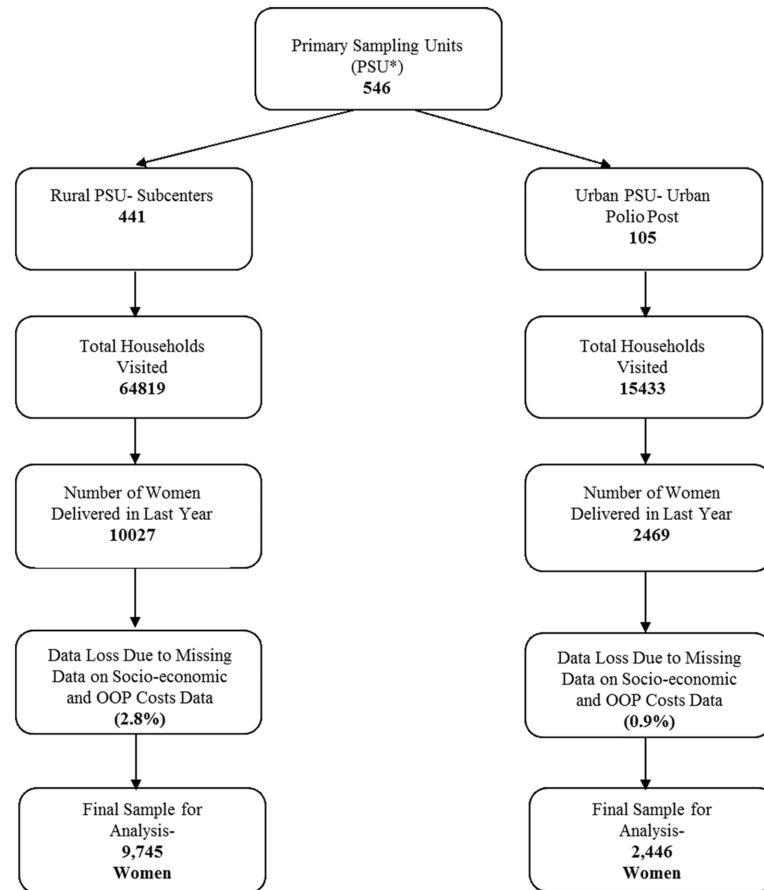 Primary Sampling Units
(PSU*)
546
Rural PSU- Subcenters
441
Urban PSU- Urban
Polio Post
105
Total Households
Visited
64819
Total Households
Visited
15433
Number of Women
Delivered in Last Year
10027
Number of Women
Delivered in Last Year
2469
Data Loss Due to Missing
Data on Socio-economic
and OOP Costs Data
(2.8%)
Data Loss Due to Missing
Data on Socio-economic
and OOP Costs Data
(0.9%)
Final Sample for
Analysis-
9,745
Women
Final Sample for
Analysis-
2,446
Women